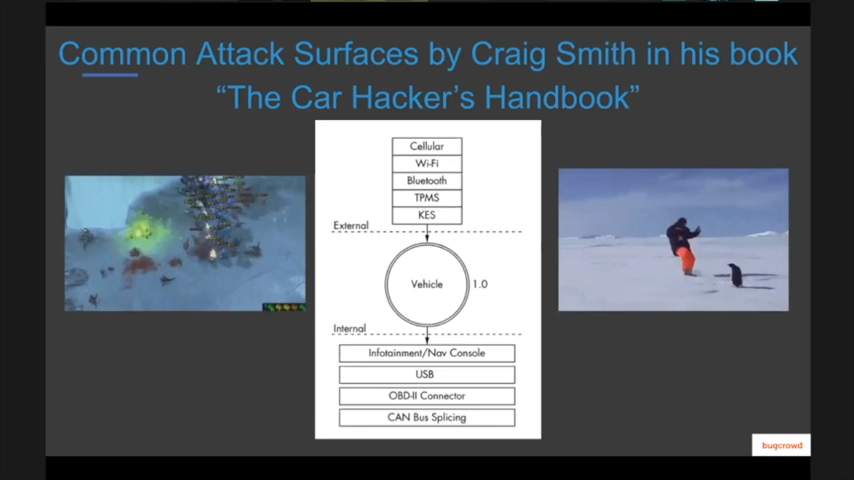 Common Attack Surfaces by Craig Smith in his book
“The Car Hacker’s Handbook”
Cellular
Wi-Fi
Bluetooth
TPMS
KES
External
Vehicle
1.0
Internal
Infotainment/Nav Console
USB
OBD-II Connector
CAN Bus Splicing
bugcrowd